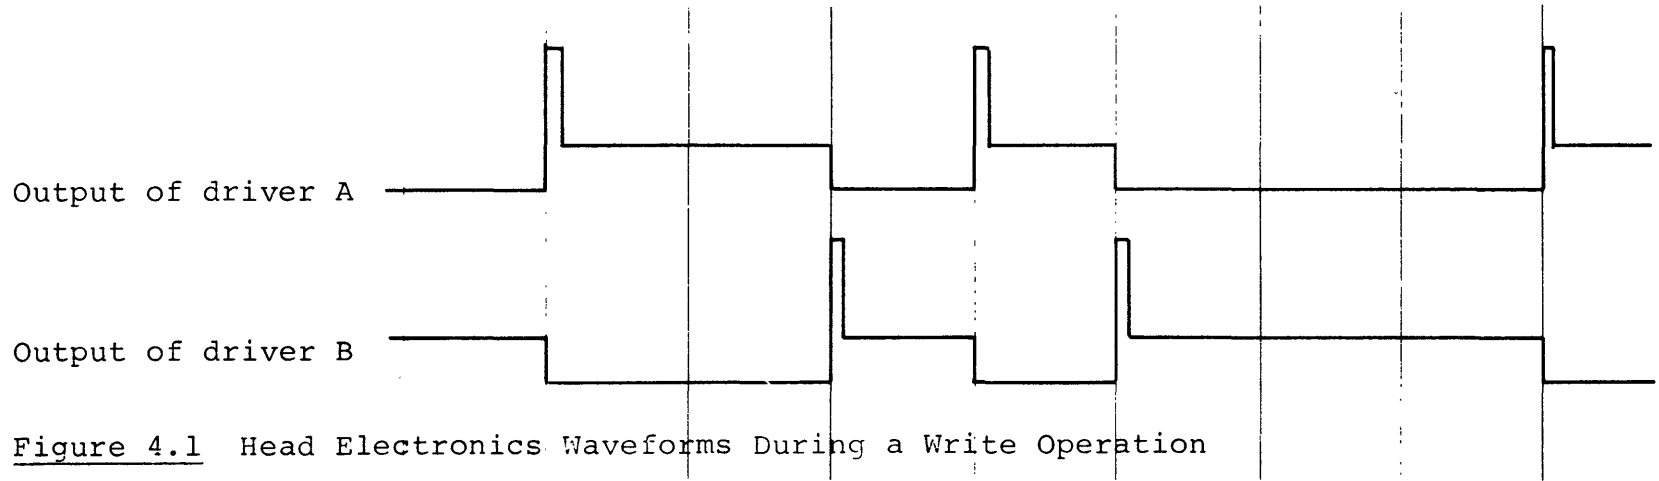 Output of driver A
Output of driver B
Figure 4.1 Head Electronics Waveforms During a Write Operation